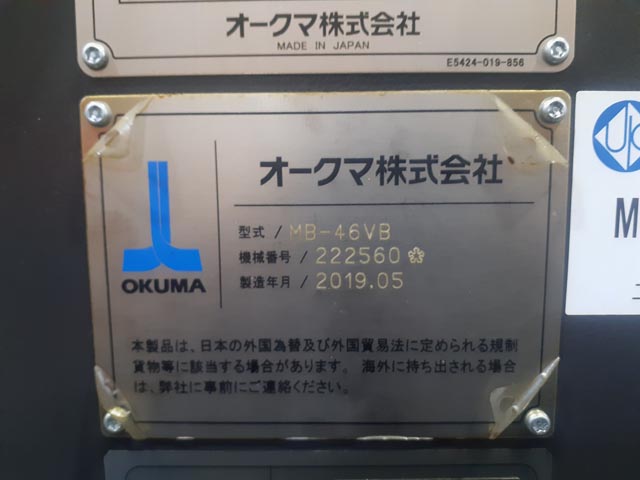 オークマ株式会社
MADE IN JAPAN
E5424-019-856
オークマ株式会社
型式 / MB-46VB
機械番号 / 222560
製造年月 / 2019.05
OKUMA
本製品は、日本の外国為替及び外国貿易法に定められる規制
貨物等に該当する場合があります。 海外に持ち出される場合
は、弊社に事前にご連絡ください。
M